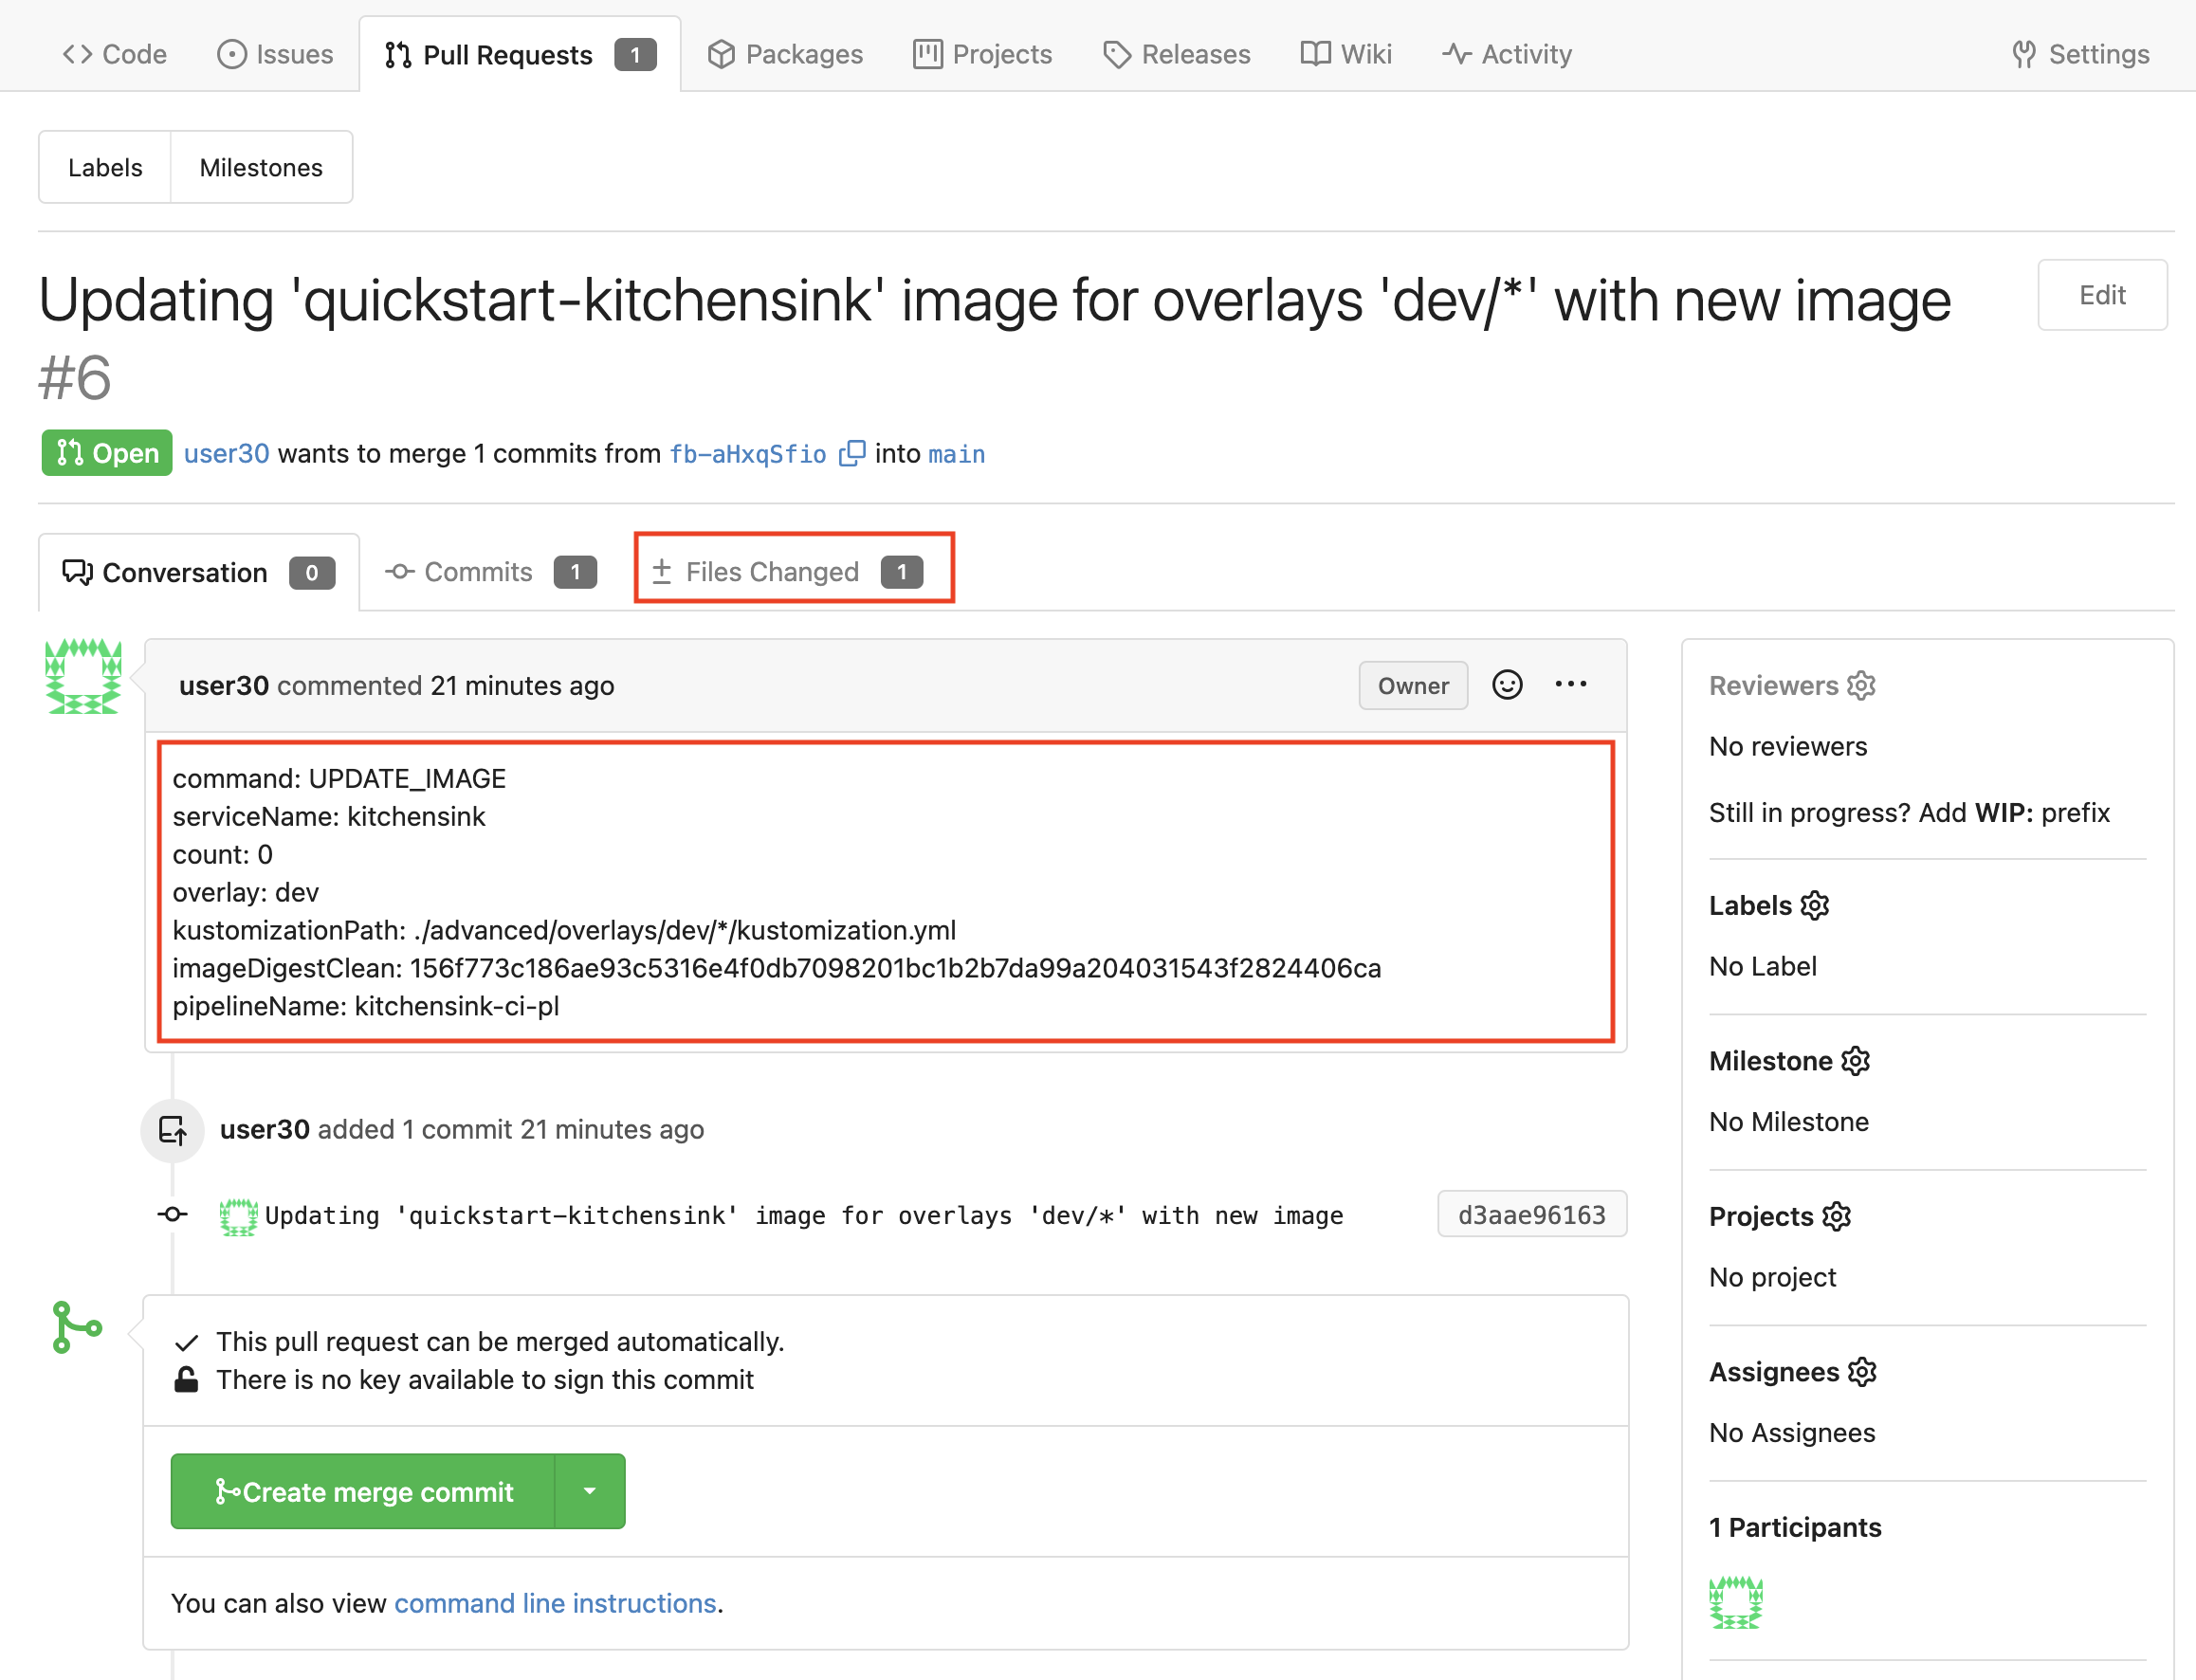 Code Issues Pull Requests 1 Packages Projects Releases Wiki Activity Settings
Labels Milestones
Updating 'quickstart-kitchensink' image for overlays 'dev/*' with new image
#6
Edit
Open user30 wants to merge 1 commits from fb-aHxqSfio into main
Conversation 0 Commits 1 Files Changed 1
user30 commented 21 minutes ago Owner
command: UPDATE_IMAGE
serviceName: kitchensink
count: 0
overlay: dev
kustomizationPath: ./advanced/overlays/dev/*/kustomization.yml
imageDigestClean: 156f773c186ae93c5316e4f0db7098201bc1b2b7da99a204031543f2824406ca
pipelineName: kitchensink-ci-pl
user30 added 1 commit 21 minutes ago
Updating 'quickstart-kitchensink' image for overlays 'dev/*' with new image d3aae96163
This pull request can be merged automatically.
There is no key available to sign this commit
Create merge commit
You can also view command line instructions.
Reviewers
No reviewers
Still in progress? Add WIP: prefix
Labels
No Label
Milestone
No Milestone
Projects
No project
Assignees
No Assignees
1 Participants